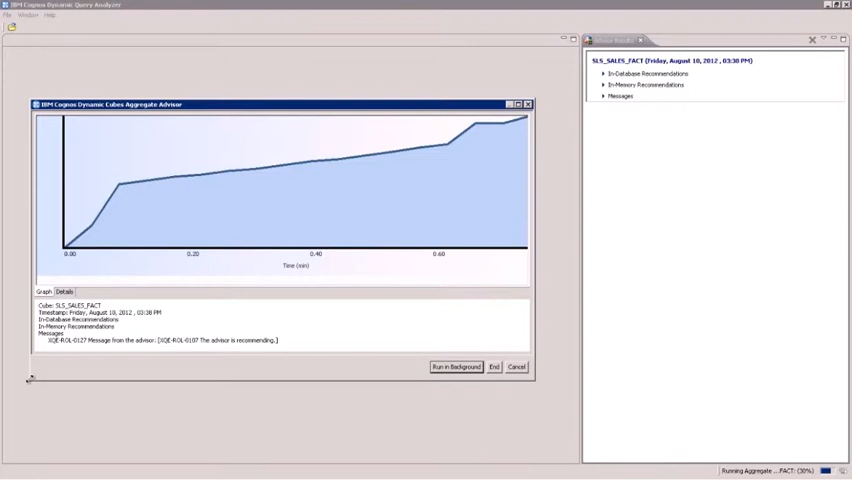 IBM Cognos Dynamic Query Analyzer
File Window Help
SLS_SALES_FACT (Friday, August 10, 2012 , 03:38 PM)
In-Database Recommendations
In-Memory Recommendations
Messages
IBM Cognos Dynamic Cubes Aggregate Advisor
0.00 0.20 0.40 0.60
Time (min)
Graph Details
Cube: SLS_SALES_FACT
Timestamp: Friday, August 10, 2012 , 03:38 PM
In-Database Recommendations
In-Memory Recommendations
Messages
XQE-ROL-0127 Message from the advisor: [XQE-ROL-0107 The advisor is recommending.]
Run in Background End Cancel
Running Aggregate ...FACT: (30%)